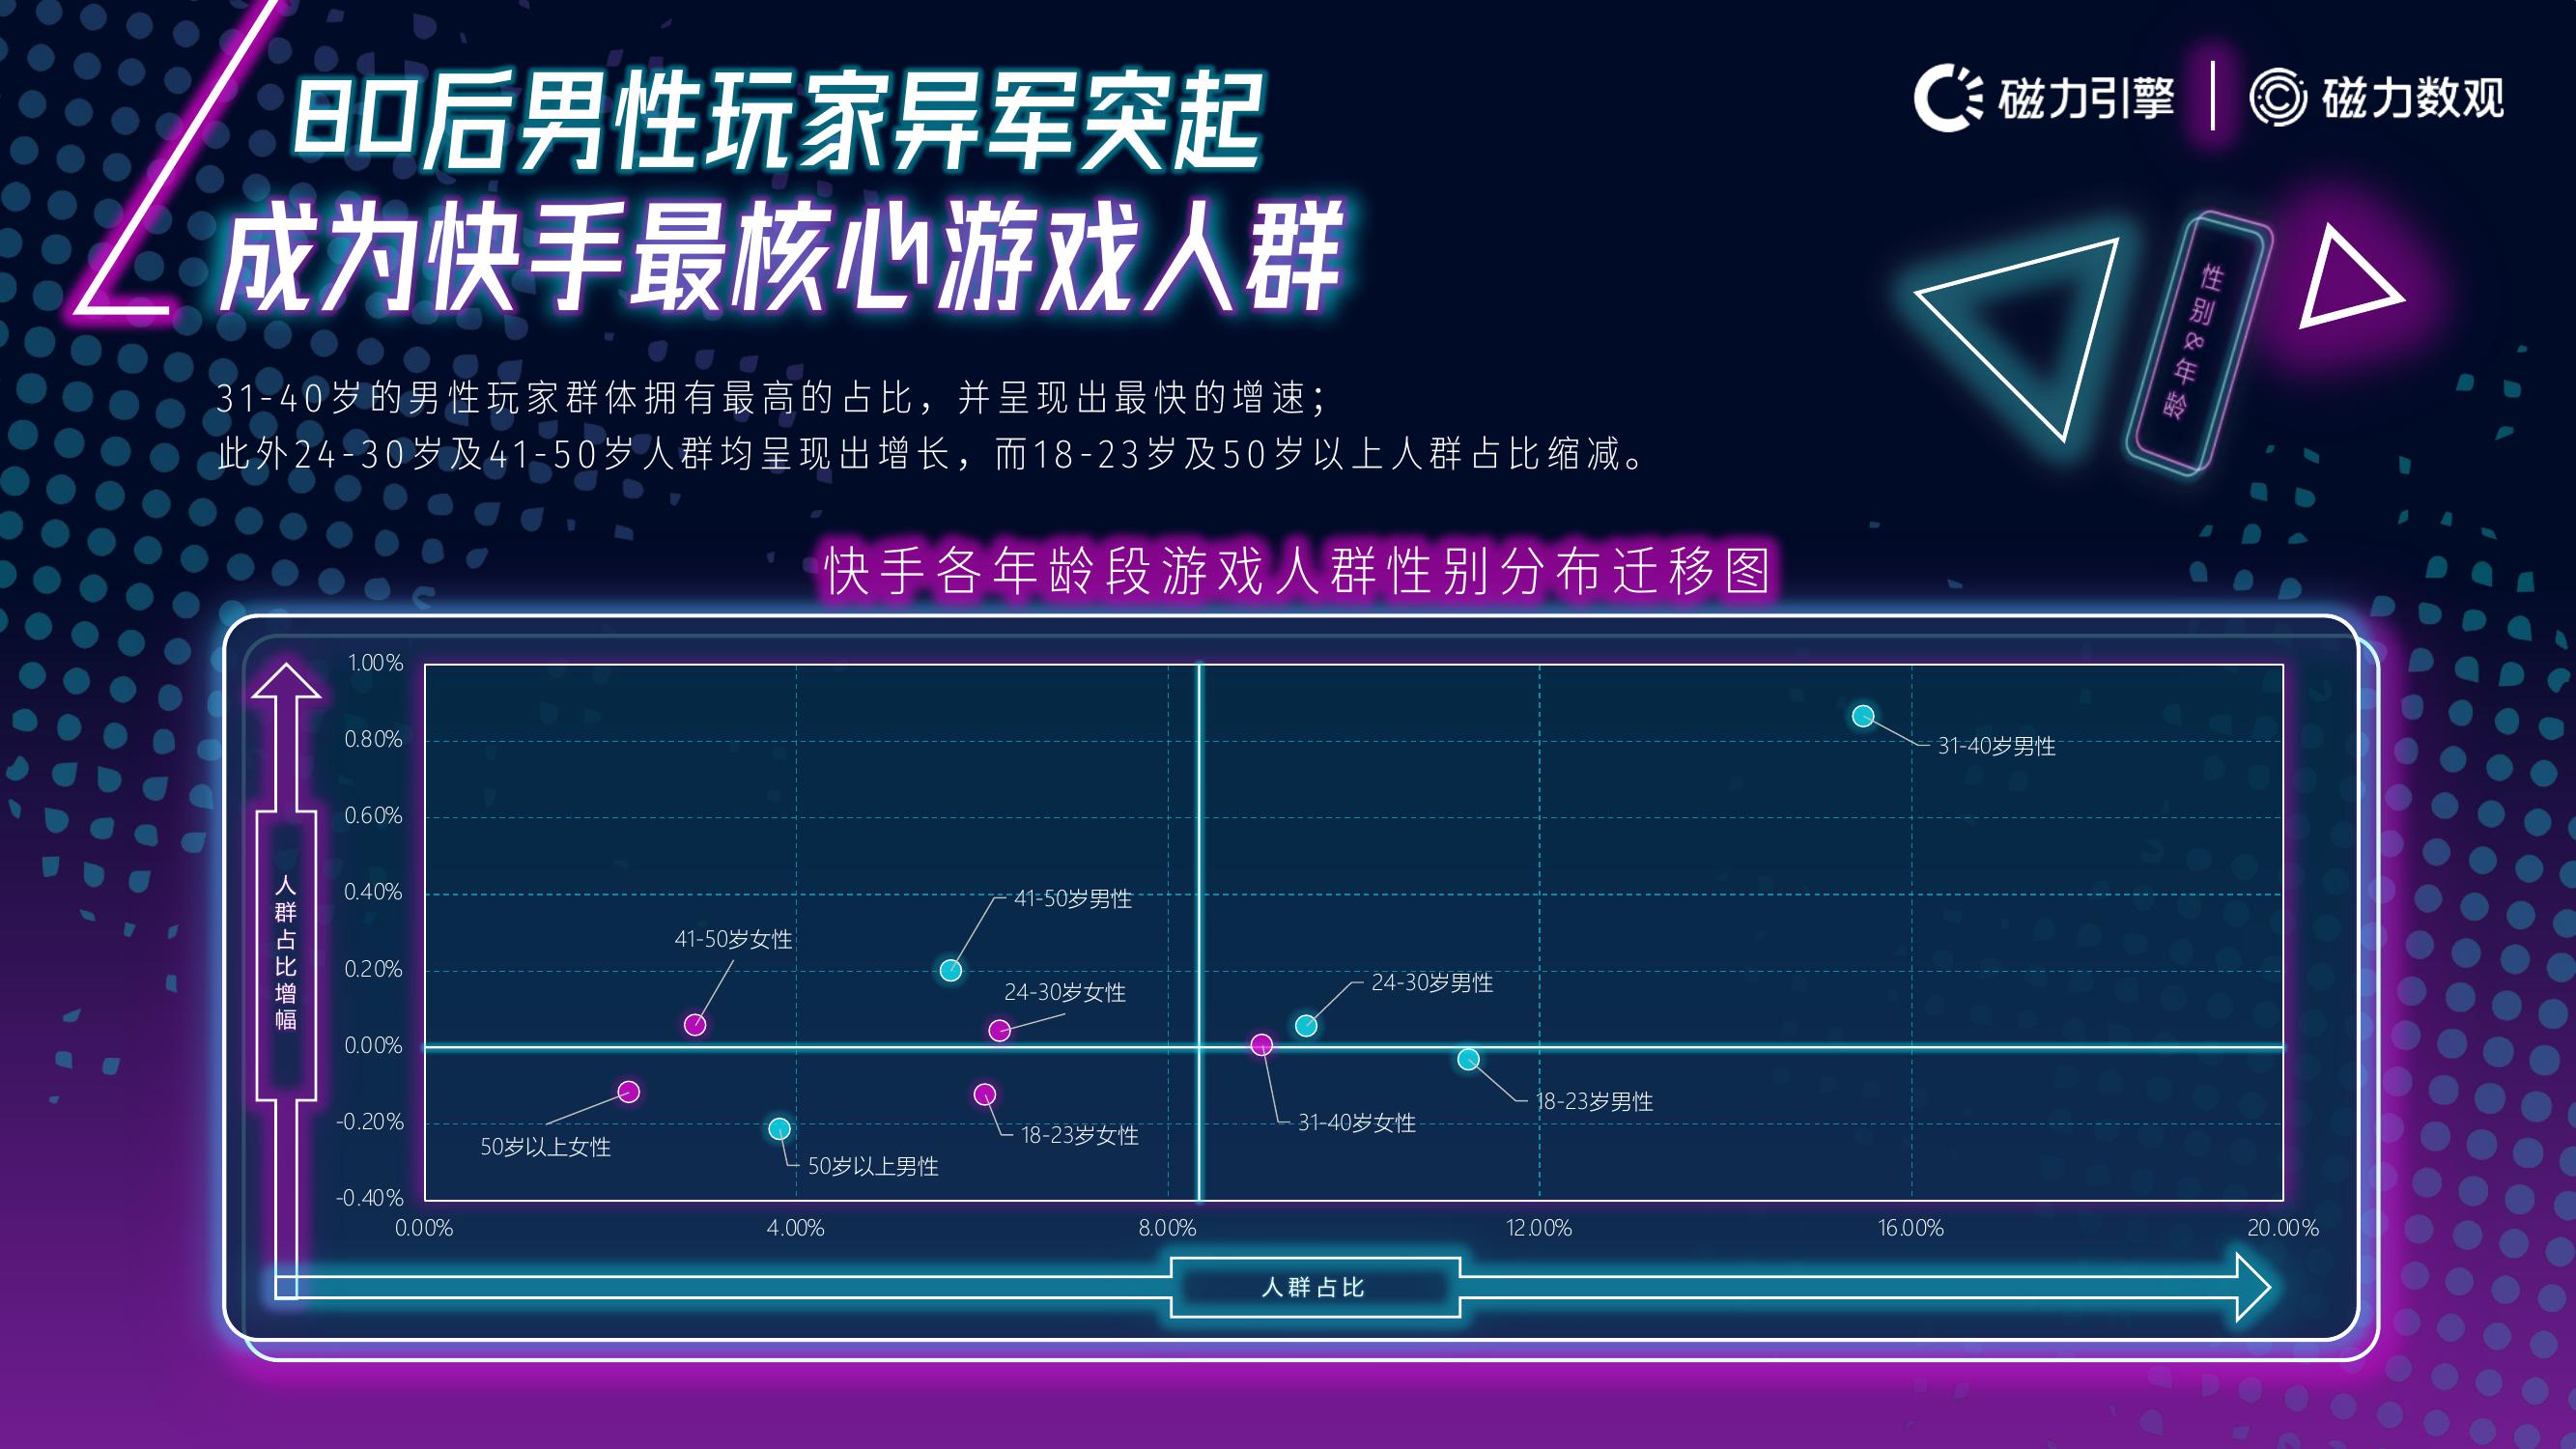 80后男性玩家异军突起
成为快手最核心游戏人群
磁力引擎
磁力数观
性别&年龄
31-40岁的男性玩家群体拥有最高的占比，并呈现出最快的增速；
此外24-30岁及41-50岁人群均呈现出增长，而18-23岁及50岁以上人群占比缩减。
快手各年龄段游戏人群性别分布迁移图
人群占比增幅
1.00%
0.80%
0.60%
0.40%
0.20%
0.00%
-0.20%
-0.40%
31-40岁男性
41-50岁男性
41-50岁女性
24-30岁男性
24-30岁女性
18-23岁男性
31-40岁女性
18-23岁女性
50岁以上女性
50岁以上男性
0.00%
4.00%
8.00%
12.00%
16.00%
20.00%
人群占比